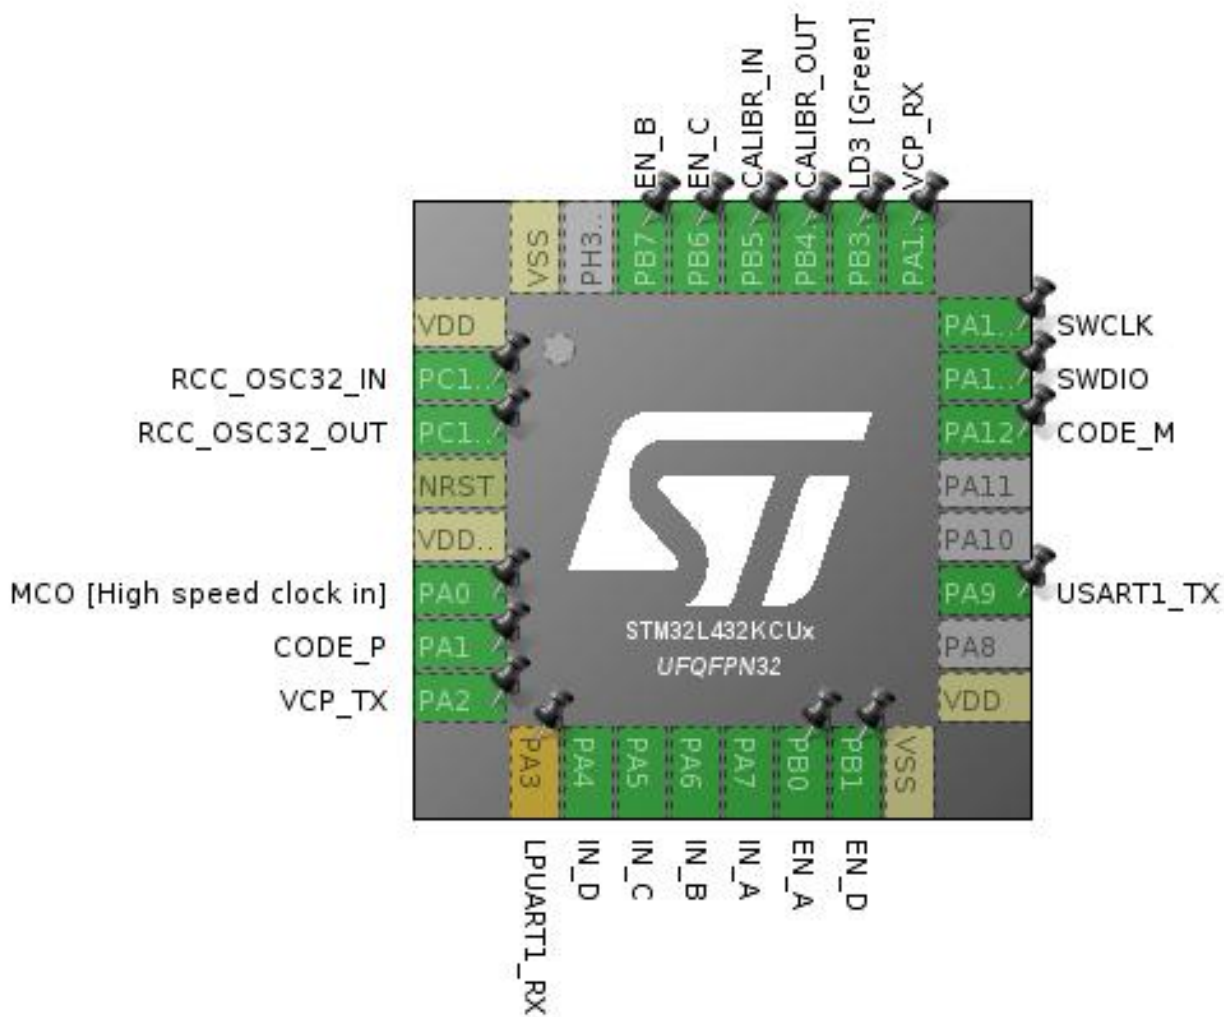 EN_B
EN_C
CALIBR_IN
CALIBR_OUT
LD3 [Green]
VCP_RX
VSS
PH3..
PB7
PB6
PB5
PB4..
PB3..
PA1..
VDD
RCC_OSC32_IN
PC1..
RCC_OSC32_OUT
PC1..
NRST
VDD..
MCO [High speed clock in]
PA0
CODE_P
PA1
VCP_TX
PA2
PA1..
SWCLK
PA1..
SWDIO
PA12
CODE_M
PA11
PA10
PA9
USART1_TX
PA8
VDD
ST
STM32L432KCUx
UFQFPN32
PA3
PA4
PA5
PA6
PA7
PB0
PB1
VSS
LPUART1_RX
IN_D
IN_C
IN_B
IN_A
EN_A
EN_D